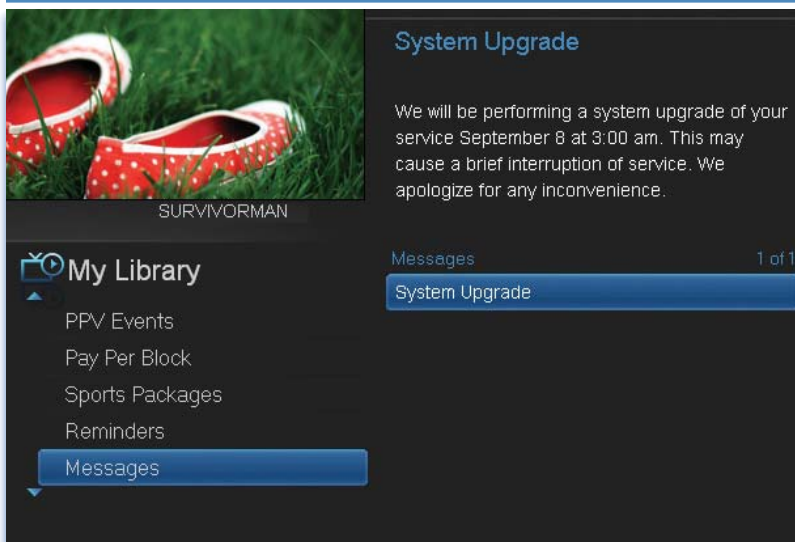 SURVIVORMAN
My Library
PPV Events
Pay Per Block
Sports Packages
Reminders
Messages
System Upgrade
We will be performing a system upgrade of your
service September 8 at 3:00 am. This may
cause a brief interruption of service. We
apologize for any inconvenience.
Messages 1 of 1
System Upgrade